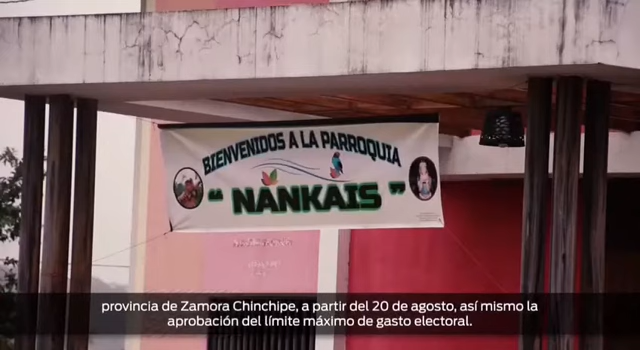 BIENVENIDOS A LA PARROQUIA
“ NANKAIS ”
provincia de Zamora Chinchipe, a partir del 20 de agosto, así mismo la
aprobación del límite máximo de gasto electoral.